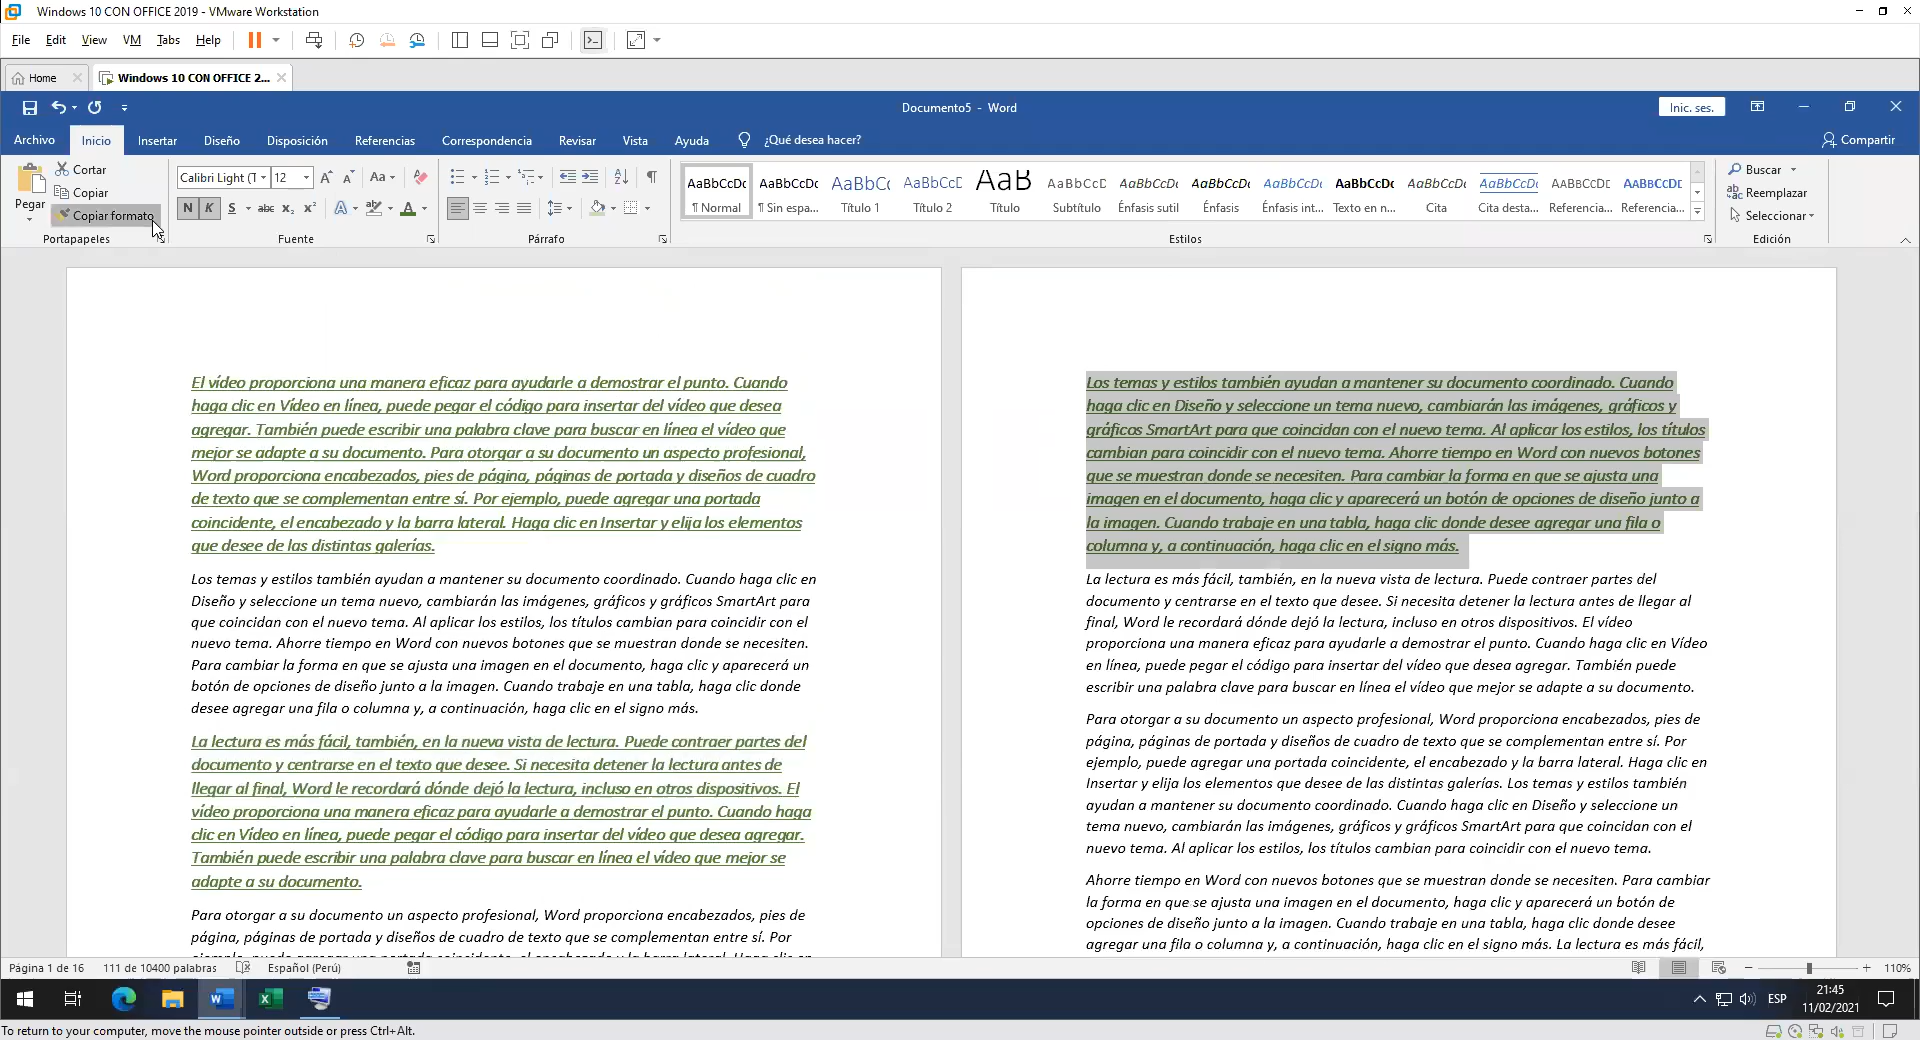 Windows 10 CON OFFICE 2019 - VMware Workstation
File Edit View VM Tabs Help
Home Windows 10 CON OFFICE 2...
Documento5 - Word Inic. ses.
Archivo Inicio Insertar Diseño Disposición Referencias Correspondencia Revisar Vista Ayuda ¿Qué desea hacer? Compartir
Pegar
Cortar
Copiar
Copiar formato
Portapapeles
Calibri Light (T 12
N K S abc x₂ x²
Fuente
Párrafo
AaBbCcDc AaBbCcDc AaBbCc AaBbCcD AaB AaBbCcD AaBbCcDc AaBbCcDc AaBbCcDc AaBbCcDc AaBbCcDc AaBbCcDc AaBbCcDc AaBbCcDc
¶ Normal ¶ Sin espa... Título 1 Título 2 Título Subtítulo Énfasis sutil Énfasis Énfasis int... Texto en n... Cita Cita desta... Referencia... Referencia...
Estilos
Buscar
Reemplazar
Seleccionar
Edición
El vídeo proporciona una manera eficaz para ayudarle a demostrar el punto. Cuando
haga clic en Vídeo en línea, puede pegar el código para insertar del vídeo que desea
agregar. También puede escribir una palabra clave para buscar en línea el vídeo que
mejor se adapte a su documento. Para otorgar a su documento un aspecto profesional,
Word proporciona encabezados, pies de página, páginas de portada y diseños de cuadro
de texto que se complementan entre sí. Por ejemplo, puede agregar una portada
coincidente, el encabezado y la barra lateral. Haga clic en Insertar y elija los elementos
que desee de las distintas galerías.
Los temas y estilos también ayudan a mantener su documento coordinado. Cuando haga clic en
Diseño y seleccione un tema nuevo, cambiarán las imágenes, gráficos y gráficos SmartArt para
que coincidan con el nuevo tema. Al aplicar los estilos, los títulos cambian para coincidir con el
nuevo tema. Ahorre tiempo en Word con nuevos botones que se muestran donde se necesiten.
Para cambiar la forma en que se ajusta una imagen en el documento, haga clic y aparecerá un
botón de opciones de diseño junto a la imagen. Cuando trabaje en una tabla, haga clic donde
desee agregar una fila o columna y, a continuación, haga clic en el signo más.
La lectura es más fácil, también, en la nueva vista de lectura. Puede contraer partes del
documento y centrarse en el texto que desee. Si necesita detener la lectura antes de
llegar al final, Word le recordará dónde dejó la lectura, incluso en otros dispositivos. El
vídeo proporciona una manera eficaz para ayudarle a demostrar el punto. Cuando haga
clic en Vídeo en línea, puede pegar el código para insertar del vídeo que desea agregar.
También puede escribir una palabra clave para buscar en línea el vídeo que mejor se
adapte a su documento.
Para otorgar a su documento un aspecto profesional, Word proporciona encabezados, pies de
página, páginas de portada y diseños de cuadro de texto que se complementan entre sí. Por
ejemplo, puede agregar una portada coincidente, el encabezado y la barra lateral. Haga clic en
Los temas y estilos también ayudan a mantener su documento coordinado. Cuando
haga clic en Diseño y seleccione un tema nuevo, cambiarán las imágenes, gráficos y
gráficos SmartArt para que coincidan con el nuevo tema. Al aplicar los estilos, los títulos
cambian para coincidir con el nuevo tema. Ahorre tiempo en Word con nuevos botones
que se muestran donde se necesiten. Para cambiar la forma en que se ajusta una
imagen en el documento, haga clic y aparecerá un botón de opciones de diseño junto a
la imagen. Cuando trabaje en una tabla, haga clic donde desee agregar una fila o
columna y, a continuación, haga clic en el signo más.
La lectura es más fácil, también, en la nueva vista de lectura. Puede contraer partes del
documento y centrarse en el texto que desee. Si necesita detener la lectura antes de llegar al
final, Word le recordará dónde dejó la lectura, incluso en otros dispositivos. El vídeo
proporciona una manera eficaz para ayudarle a demostrar el punto. Cuando haga clic en Vídeo
en línea, puede pegar el código para insertar del vídeo que desea agregar. También puede
escribir una palabra clave para buscar en línea el vídeo que mejor se adapte a su documento.
Para otorgar a su documento un aspecto profesional, Word proporciona encabezados, pies de
página, páginas de portada y diseños de cuadro de texto que se complementan entre sí. Por
ejemplo, puede agregar una portada coincidente, el encabezado y la barra lateral. Haga clic en
Insertar y elija los elementos que desee de las distintas galerías. Los temas y estilos también
ayudan a mantener su documento coordinado. Cuando haga clic en Diseño y seleccione un
tema nuevo, cambiarán las imágenes, gráficos y gráficos SmartArt para que coincidan con el
nuevo tema. Al aplicar los estilos, los títulos cambian para coincidir con el nuevo tema.
Ahorre tiempo en Word con nuevos botones que se muestran donde se necesiten. Para cambiar
la forma en que se ajusta una imagen en el documento, haga clic y aparecerá un botón de
opciones de diseño junto a la imagen. Cuando trabaje en una tabla, haga clic donde desee
agregar una fila o columna y, a continuación, haga clic en el signo más. La lectura es más fácil,
Página 1 de 16 111 de 10400 palabras Español (Perú) 110%
ESP 21:45
11/02/2021
To return to your computer, move the mouse pointer outside or press Ctrl+Alt.